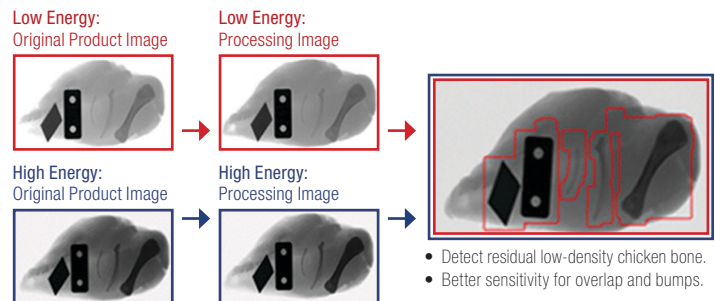 Low Energy:
Original Product Image
Low Energy:
Processing Image
High Energy:
Original Product Image
High Energy:
Processing Image
• Detect residual low-density chicken bone.
• Better sensitivity for overlap and bumps.